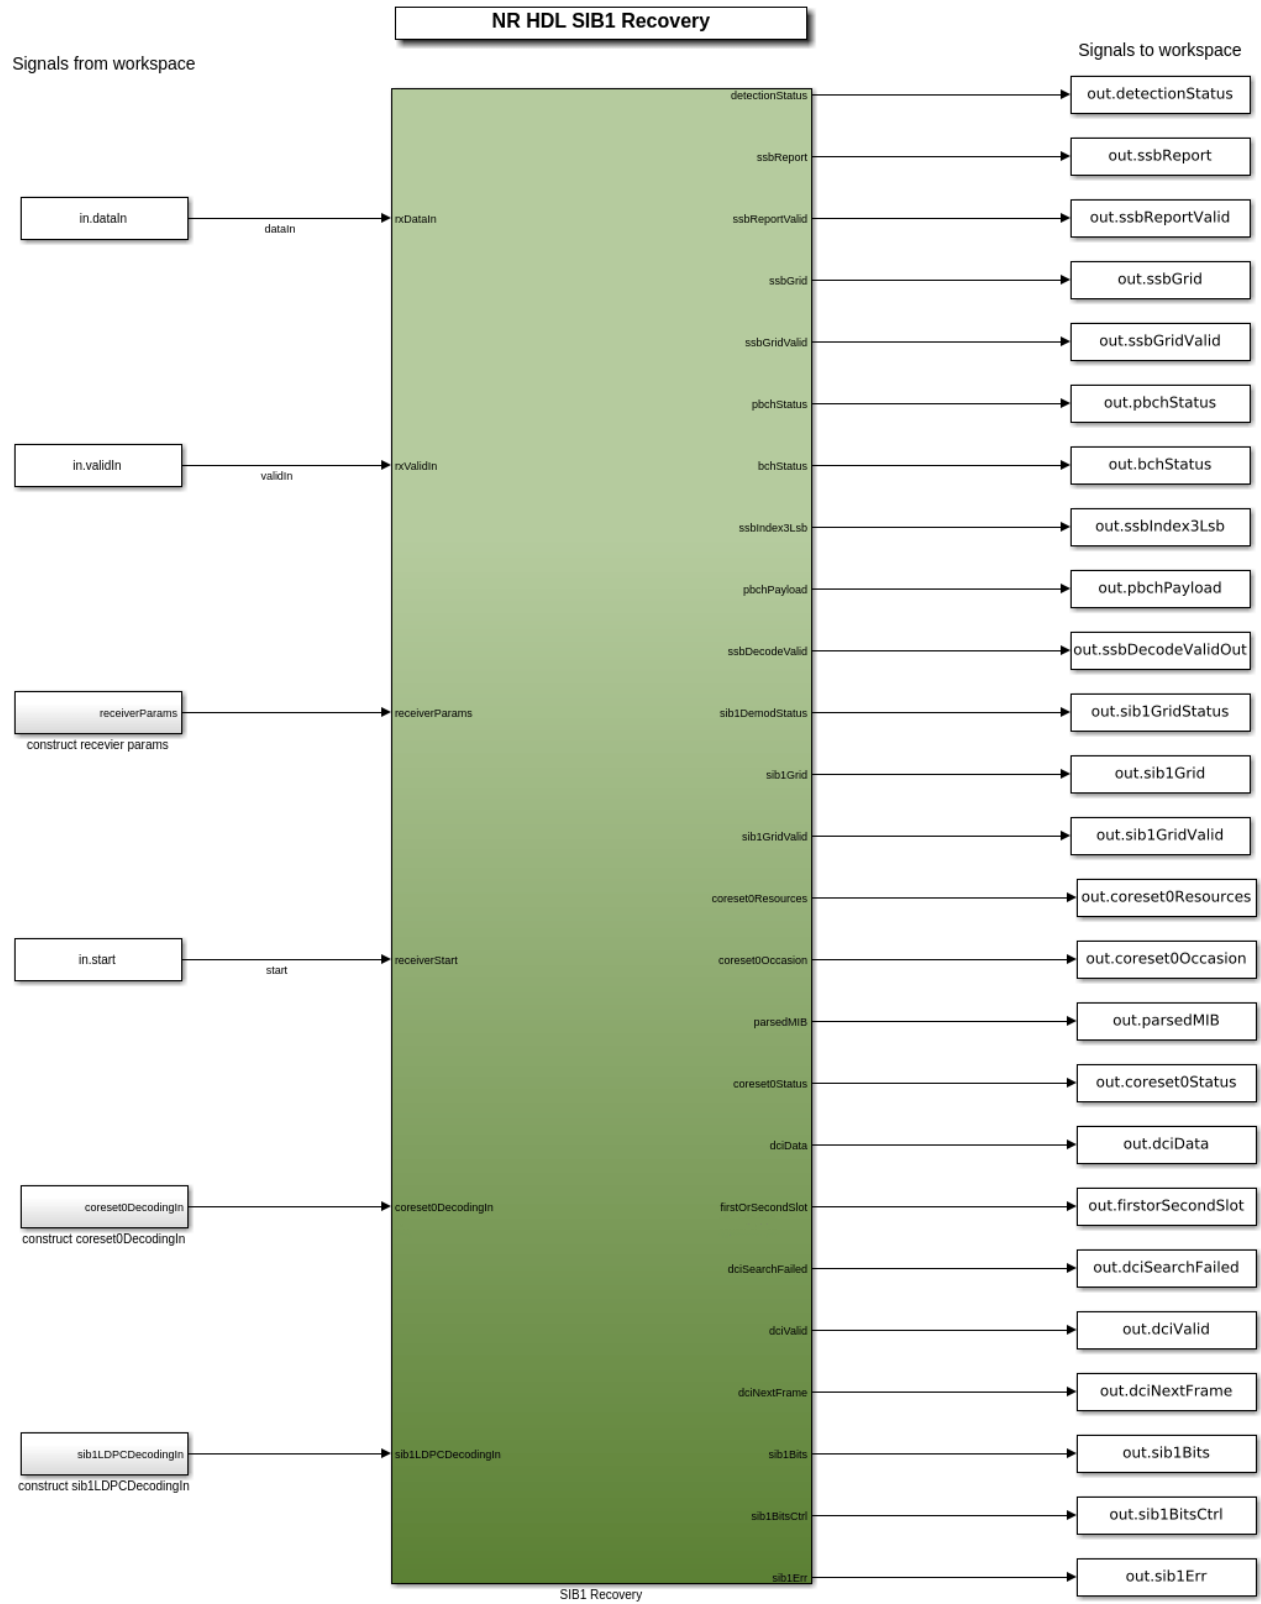 NR HDL SIB1 Recovery
Signals from workspace
Signals to workspace
in.dataIn
dataIn
rxDataIn
in.validIn
validIn
rxValidIn
receiverParams
construct recevier params
receiverParams
in.start
start
receiverStart
coreset0DecodingIn
construct coreset0DecodingIn
coreset0DecodingIn
sib1LDPCDecodingIn
construct sib1LDPCDecodingIn
sib1LDPCDecodingIn
detectionStatus
out.detectionStatus
ssbReport
out.ssbReport
ssbReportValid
out.ssbReportValid
ssbGrid
out.ssbGrid
ssbGridValid
out.ssbGridValid
pbchStatus
out.pbchStatus
bchStatus
out.bchStatus
ssbIndex3Lsb
out.ssbIndex3Lsb
pbchPayload
out.pbchPayload
ssbDecodeValid
out.ssbDecodeValidOut
sib1DemodStatus
out.sib1GridStatus
sib1Grid
out.sib1Grid
sib1GridValid
out.sib1GridValid
coreset0Resources
out.coreset0Resources
coreset0Occasion
out.coreset0Occasion
parsedMIB
out.parsedMIB
coreset0Status
out.coreset0Status
dciData
out.dciData
firstOrSecondSlot
out.firstorSecondSlot
dciSearchFailed
out.dciSearchFailed
dciValid
out.dciValid
dciNextFrame
out.dciNextFrame
sib1Bits
out.sib1Bits
sib1BitsCtrl
out.sib1BitsCtrl
sib1Err
out.sib1Err
SIB1 Recovery